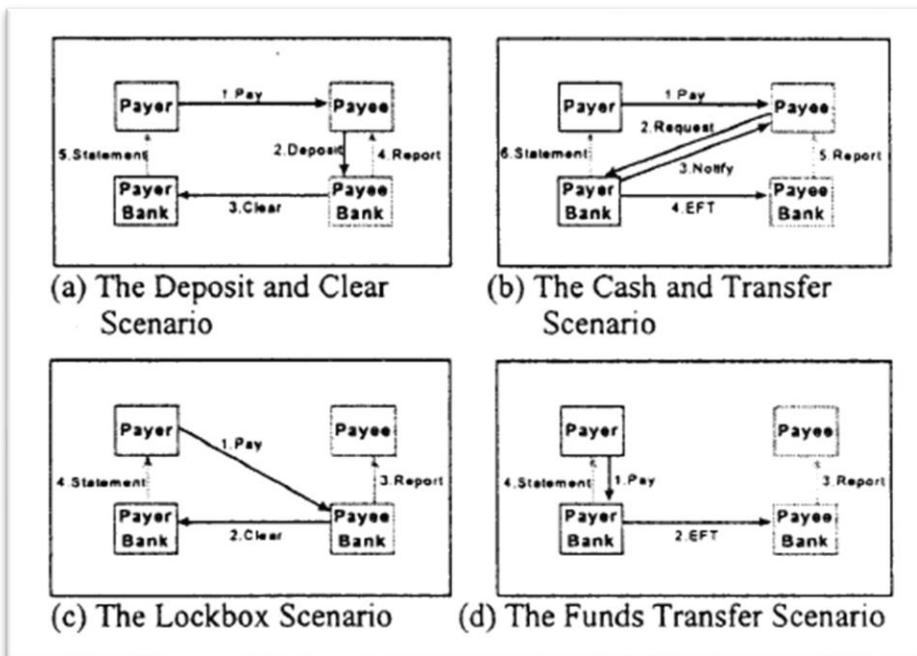 Payer
1.Pay
Payee
5.Statement
2.Deposit
4.Report
Payer
Bank
3.Clear
Payee
Bank
(a) The Deposit and Clear
Scenario
Payer
1.Pay
Payee
2.Request
6.Statement
3.Notify
5.Report
Payer
Bank
4.EFT
Payee
Bank
(b) The Cash and Transfer
Scenario
Payer
1.Pay
Payee
4.Statement
3.Report
Payer
Bank
2.Clear
Payee
Bank
(c) The Lockbox Scenario
Payer
Payee
4.Statement
1.Pay
3.Report
Payer
Bank
2.EFT
Payee
Bank
(d) The Funds Transfer Scenario